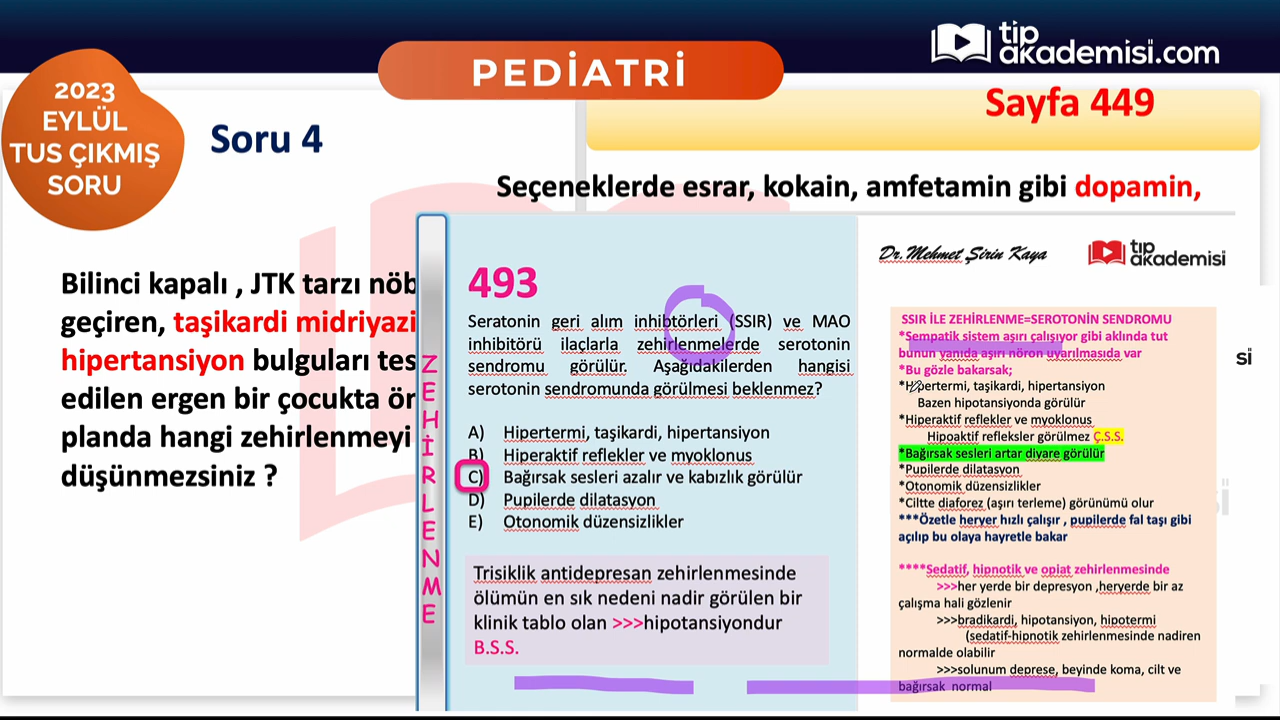 PEDİATRİ
tıp
akademisi.com
2023
EYLÜL
TUS ÇIKMIŞ
SORU
Soru 4
Sayfa 449
Seçeneklerde esrar, kokain, amfetamin gibi dopamin,
Bilinci kapalı , JTK tarzı nöb
geçiren, taşikardi midriyazi
hipertansiyon bulguları tes
edilen ergen bir çocukta ön
planda hangi zehirlenmeyi
düşünmezsiniz ?
ZEHİRLENME
493
Seratonin geri alım inhibtörleri (SSIR) ve MAO
inhibitörü ilaçlarla zehirlenmelerde serotonin
sendromu görülür. Aşağıdakilerden hangisi
serotonin sendromunda görülmesi beklenmez?
A) Hipertermi, taşikardi, hipertansiyon
B) Hiperaktif refleks ve myoklonus
C) Bağırsak sesleri azalır ve kabızlık görülür
D) Pupilerde dilatasyon
E) Otonomik düzensizlikler
Trisiklik antidepresan zehirlenmesinde
ölümün en sık nedeni nadir görülen bir
klinik tablo olan >>>hipotansiyondur
B.S.S.
Dr. Mehmet Şirin Kaya
tıp
akademisi
SSIR İLE ZEHİRLENME=SEROTONİN SENDROMU
*Sempatik sistem aşırı çalışıyor gibi aklında tut
bunun yanıda aşırı nöron uyarılmasıda var
*Bu gözle bakarsak;
*Hipertermi, taşikardi, hipertansiyon
Bazen hipotansiyonda görülür
*Hiperaktif refleks ve myoklonus
Hipoaktif refleksler görülmez Ç.S.S.
*Bağırsak sesleri artar diyare görülür
*Pupilerde dilatasyon
*Otonomik düzensizlikler
*Ciltte diaforez (aşırı terleme) görünümü olur
***Özetle heryer hızlı çalışır , pupilerde fal taşı gibi
açılıp bu olaya hayretle bakar
****Sedatif, hipnotik ve opiat zehirlenmesinde
>>>her yerde bir depresyon ,heryerde bir az
çalışma hali gözlenir
>>>bradikardi, hipotansiyon, hipotermi
(sedatif-hipnotik zehirlenmesinde nadiren
normalde olabilir
>>>solunum deprese, beyinde koma, cilt ve
bağırsak normal
si